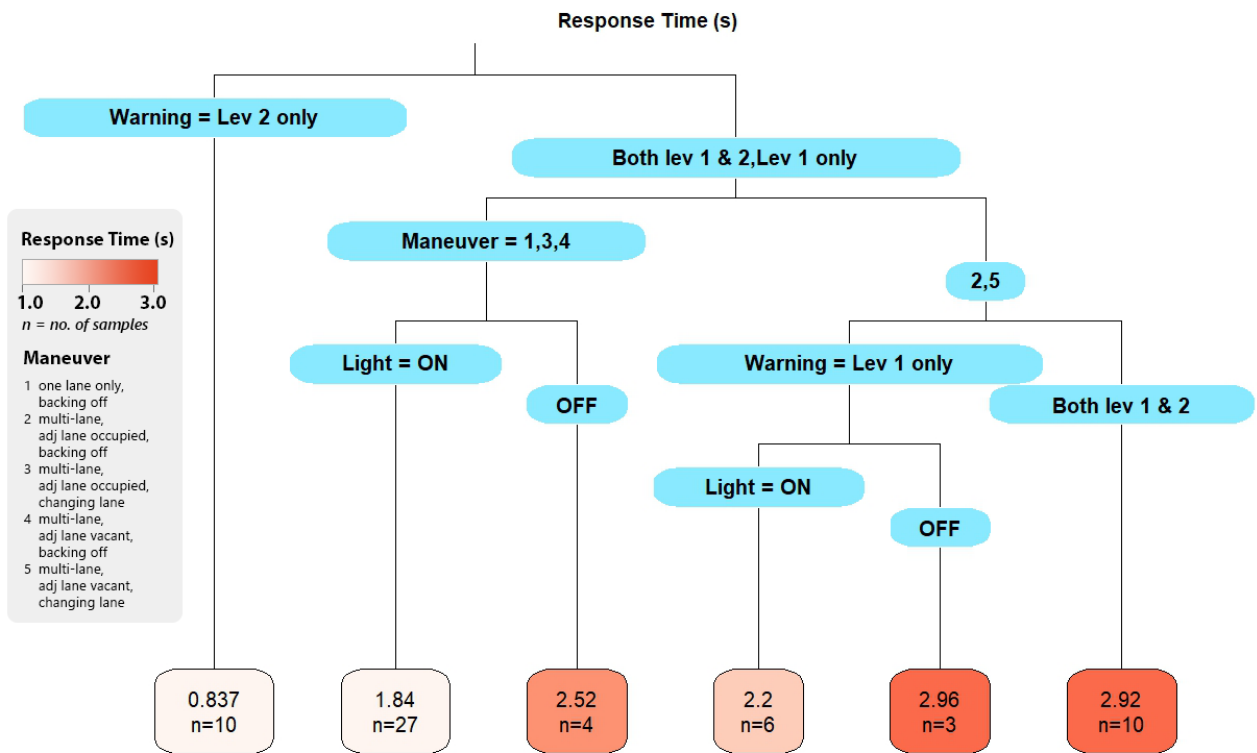 Response Time (s)
Warning = Lev 2 only
Both lev 1 & 2,Lev 1 only
Maneuver = 1,3,4
2,5
Light = ON
OFF
Warning = Lev 1 only
Both lev 1 & 2
Light = ON
OFF
Response Time (s)
1.0 2.0 3.0
n = no. of samples
Maneuver
1 one lane only,
backing off
2 multi-lane,
adj lane occupied,
backing off
3 multi-lane,
adj lane occupied,
changing lane
4 multi-lane,
adj lane vacant,
backing off
5 multi-lane,
adj lane vacant,
changing lane
0.837
n=10
1.84
n=27
2.52
n=4
2.2
n=6
2.96
n=3
2.92
n=10